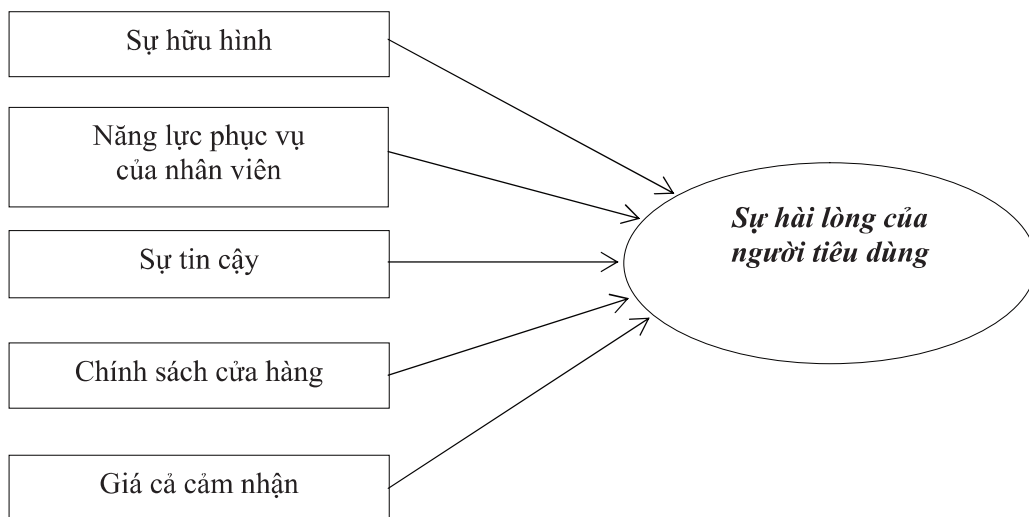 Sự hữu hình
Năng lực phục vụ
của nhân viên
Sự tin cậy
Chính sách cửa hàng
Giá cả cảm nhận
Sự hài lòng của
người tiêu dùng